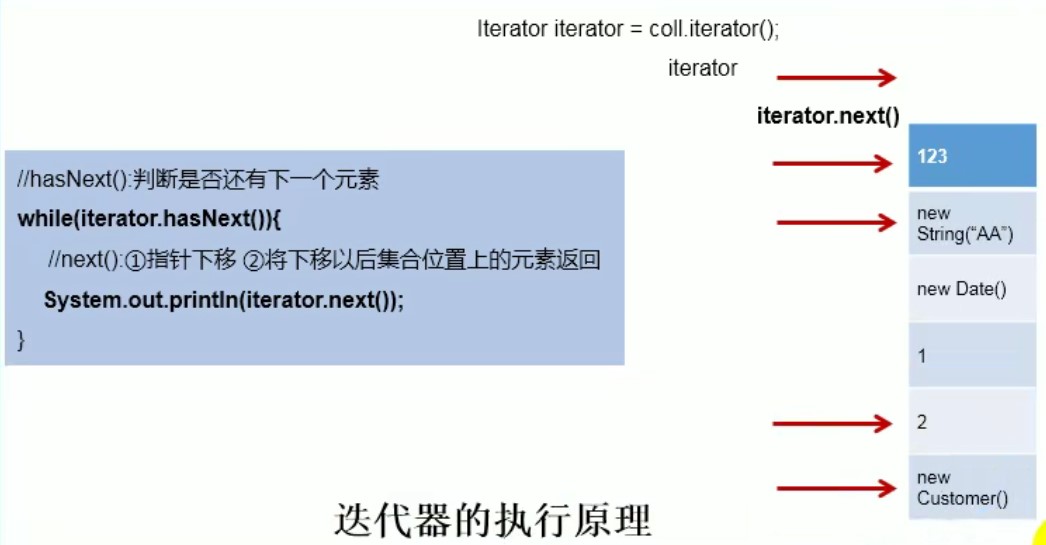 Iterator iterator = coll.iterator();
iterator
iterator.next()
//hasNext():判断是否还有下一个元素
while(iterator.hasNext()){
//next():①指针下移 ②将下移以后集合位置上的元素返回
System.out.println(iterator.next());
}
123
new
String(“AA”)
new Date()
1
2
new
Customer()
迭代器的执行原理